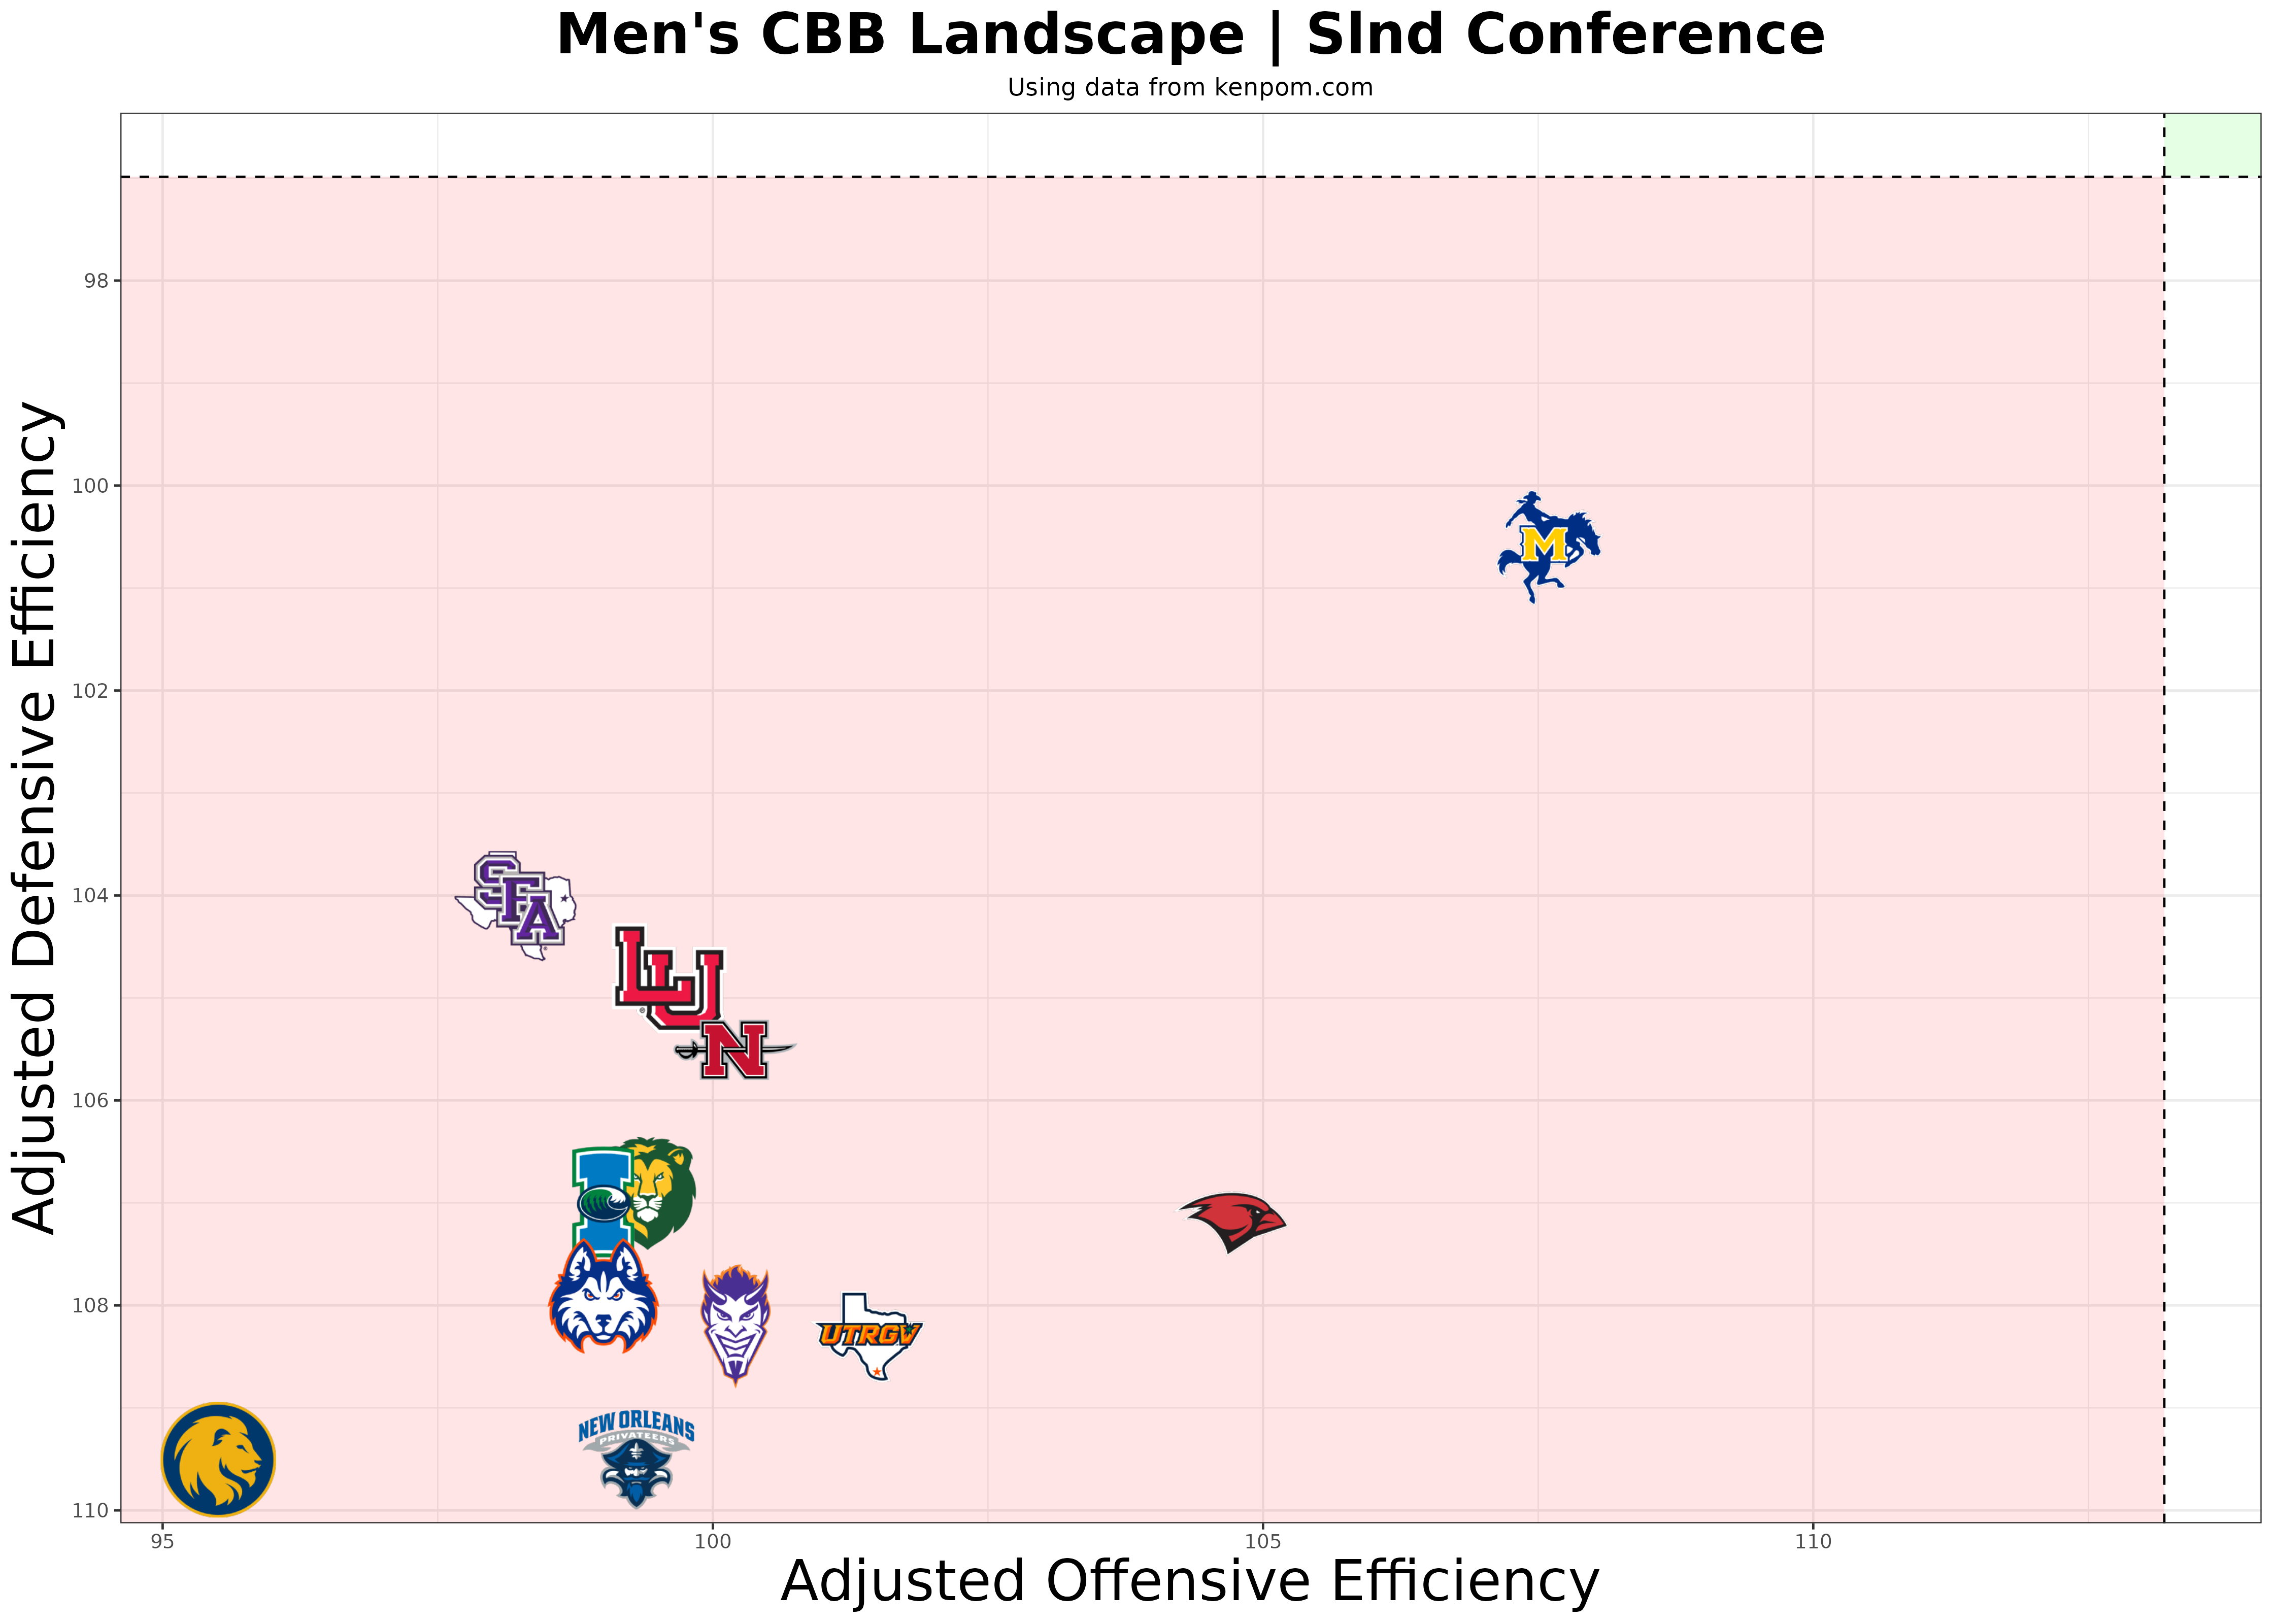 Men's CBB Landscape | Slnd Conference
Using data from kenpom.com
Adjusted Defensive Efficiency
98
100
102
104
106
108
110
M
SFA
LU
N
I
UTRGV
NEW ORLEANS
PRIVATEERS
95
100
105
110
Adjusted Offensive Efficiency